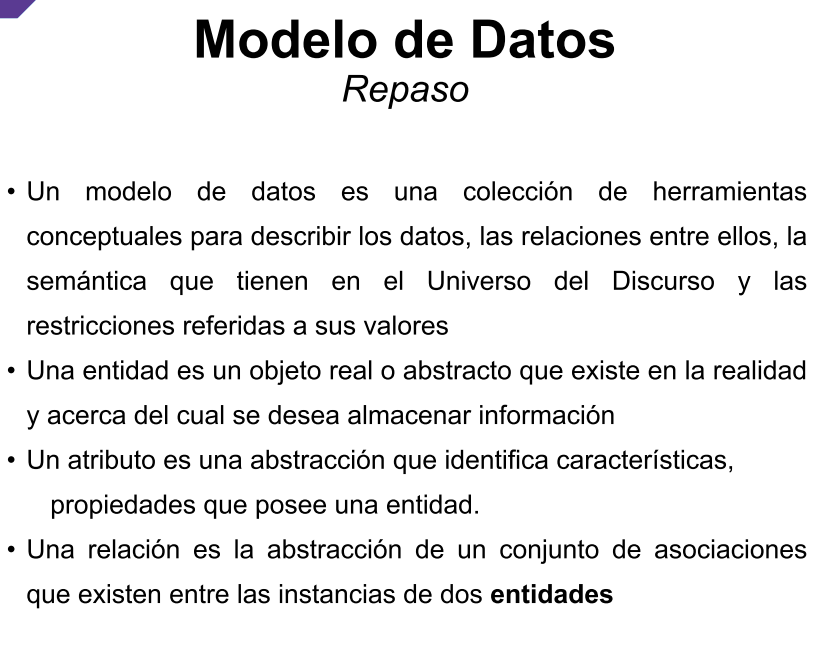 Modelo de Datos
Repaso
• Un modelo de datos es una colección de herramientas
conceptuales para describir los datos, las relaciones entre ellos, la
semántica que tienen en el Universo del Discurso y las
restricciones referidas a sus valores
• Una entidad es un objeto real o abstracto que existe en la realidad
y acerca del cual se desea almacenar información
• Un atributo es una abstracción que identifica características,
propiedades que posee una entidad.
• Una relación es la abstracción de un conjunto de asociaciones
que existen entre las instancias de dos entidades